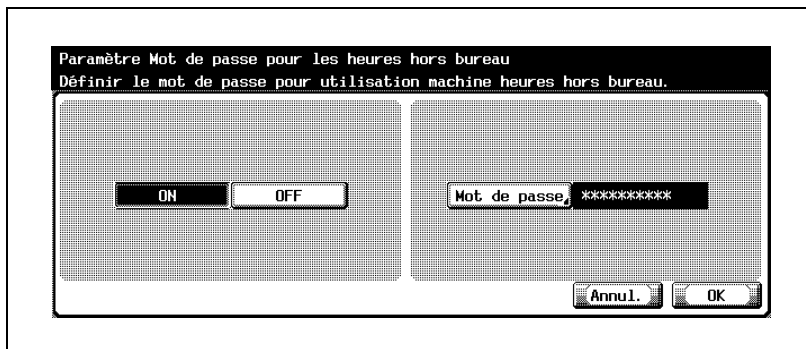 Paramètre Mot de passe pour les heures hors bureau
Définir le mot de passe pour utilisation machine heures hors bureau.
ON OFF Mot de passe **********
Annul. OK